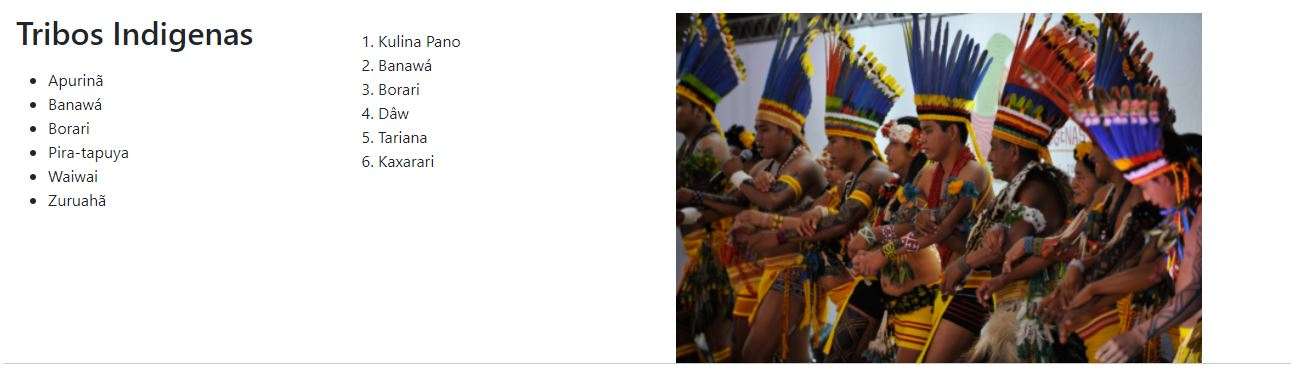 Tribos Indigenas
• Apurinã
• Banawá
• Borari
• Pira-tapuya
• Waiwai
• Zuruahã
1. Kulina Pano
2. Banawá
3. Borari
4. Dâw
5. Tariana
6. Kaxarari